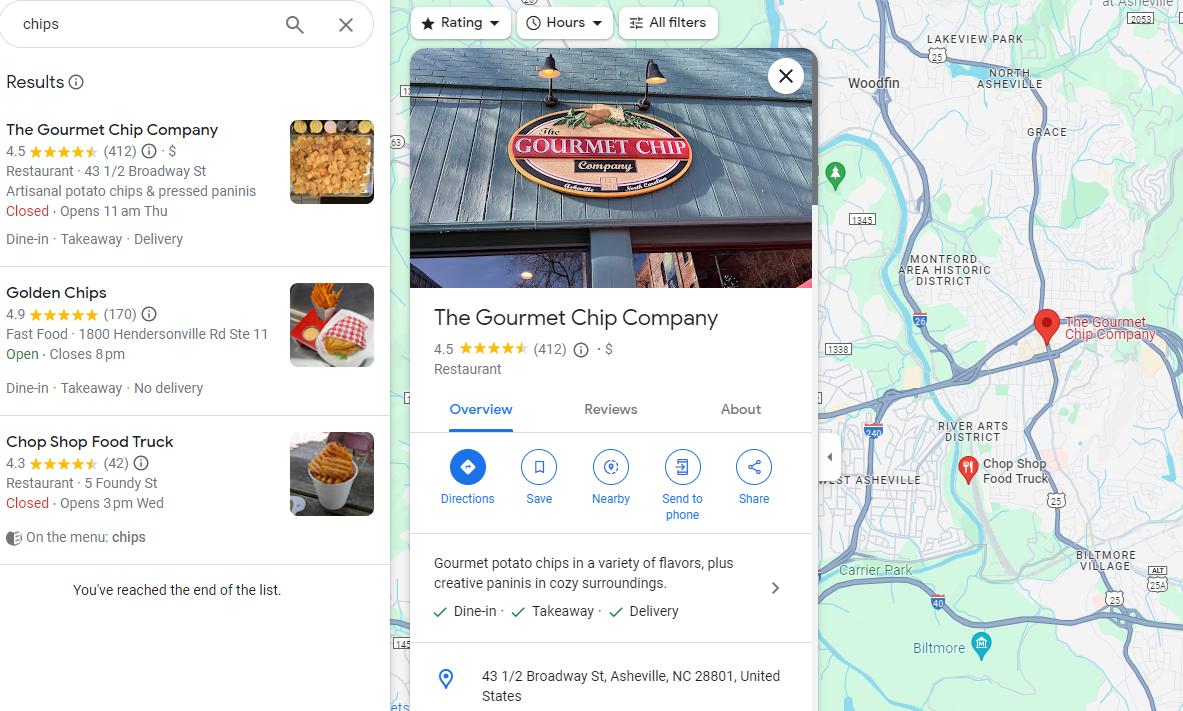 chips
Results
The Gourmet Chip Company
4.5 (412) · $
Restaurant · 43 1/2 Broadway St
Artisanal potato chips & pressed paninis
Closed · Opens 11 am Thu
Dine-in · Takeaway · Delivery
Golden Chips
4.9 (170)
Fast Food · 1800 Hendersonville Rd Ste 11
Open · Closes 8 pm
Dine-in · Takeaway · No delivery
Chop Shop Food Truck
4.3 (42)
Restaurant · 5 Foundy St
Closed · Opens 3 pm Wed
On the menu: chips
You've reached the end of the list.
Rating
Hours
All filters
The
GOURMET CHIP
Company
Asheville North Carolina
The Gourmet Chip Company
4.5 (412) · $
Restaurant
Overview
Reviews
About
Directions
Save
Nearby
Send to
phone
Share
Gourmet potato chips in a variety of flavors, plus
creative paninis in cozy surroundings.
Dine-in · Takeaway · Delivery
43 1/2 Broadway St, Asheville, NC 28801, United
States
at Asheville
2053
LAKEVIEW PARK
25
Woodfin
NORTH
ASHEVILLE
GRACE
63
1345
MONTFORD
AREA HISTORIC
DISTRICT
26
The Gourmet
Chip Company
1338
240
RIVER ARTS
DISTRICT
Chop Shop
Food Truck
WEST ASHEVILLE
25
BILTMORE
VILLAGE
Carrier Park
ALT
25A
25
40
Biltmore